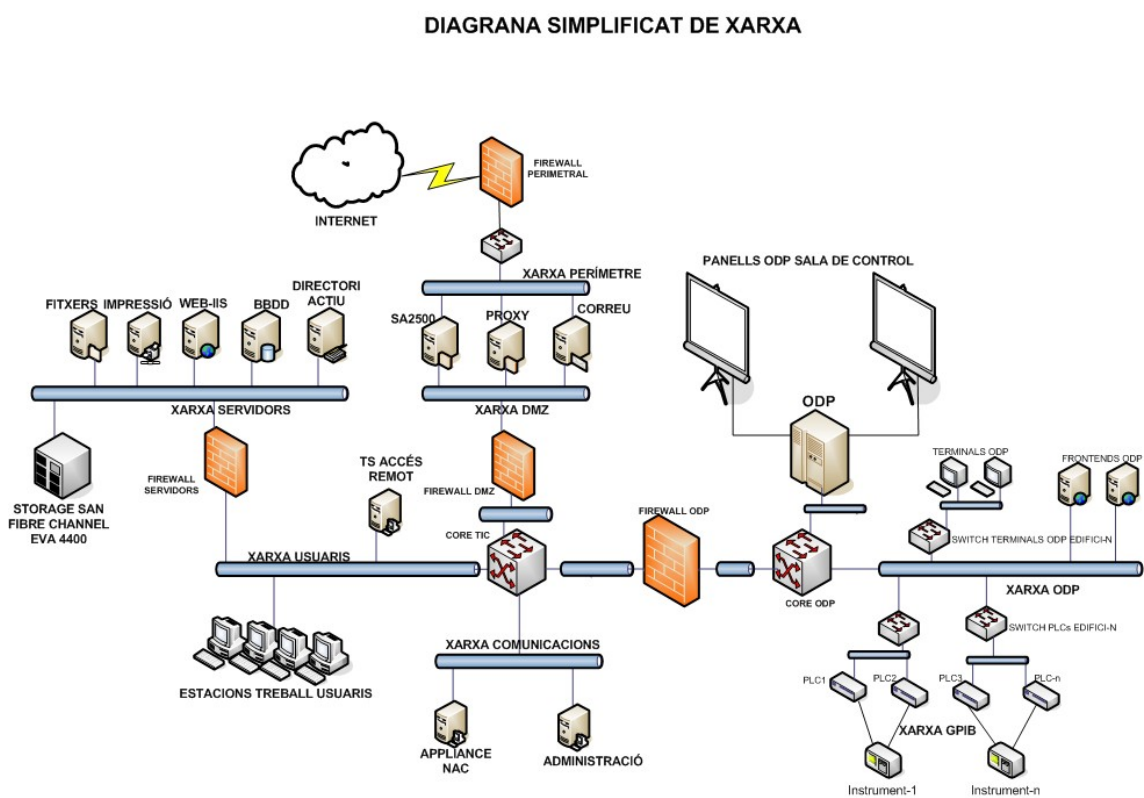 DIAGRANA SIMPLIFICAT DE XARXA
FIREWALL
PERIMETRAL
INTERNET
XARXA PERÍMETRE
PANELLS ODP SALA DE CONTROL
FITXERS
IMPRESSIÓ
WEB-IIS
BBDD
DIRECTORI
ACTIU
SA2500
PROXY
CORREU
XARXA SERVIDORS
XARXA DMZ
ODP
STORAGE SAN
FIBRE CHANNEL
EVA 4400
FIREWALL
SERVIDORS
TS ACCÉS
REMOT
FIREWALL DMZ
TERMINALS ODP
FRONTENDS ODP
FIREWALL ODP
CORE TIC
SWITCH TERMINALS ODP EDIFICI-N
XARXA USUARIS
CORE ODP
XARXA ODP
SWITCH PLCs EDIFICI-N
XARXA COMUNICACIONS
ESTACIONS TREBALL USUARIS
PLC1
PLC2
PLC3
PLC-n
XARXA GPIB
APPLIANCE
NAC
ADMINISTRACIÓ
Instrument-1
Instrument-n